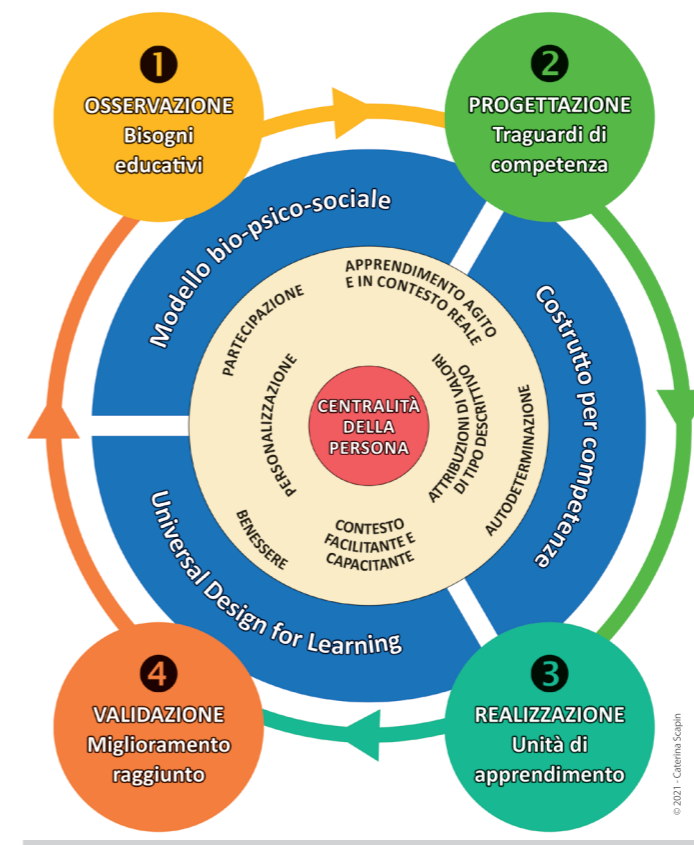 1
OSSERVAZIONE
Bisogni
educativi
2
PROGETTAZIONE
Traguardi di
competenza
Modello bio-psico-sociale
Costrutto per competenze
Universal Design for Learning
PARTECIPAZIONE
APPRENDIMENTO AGITO
E IN CONTESTO REALE
PERSONALIZZAZIONE
CENTRALITÀ
DELLA
PERSONA
ATTRIBUZIONI DI VALORI
DI TIPO DESCRITTIVO
AUTODETERMINAZIONE
BENESSERE
CONTESTO
FACILITANTE E
CAPACITANTE
4
VALIDAZIONE
Miglioramento
raggiunto
3
REALIZZAZIONE
Unità di
apprendimento
© 2021 - Caterina Scapin